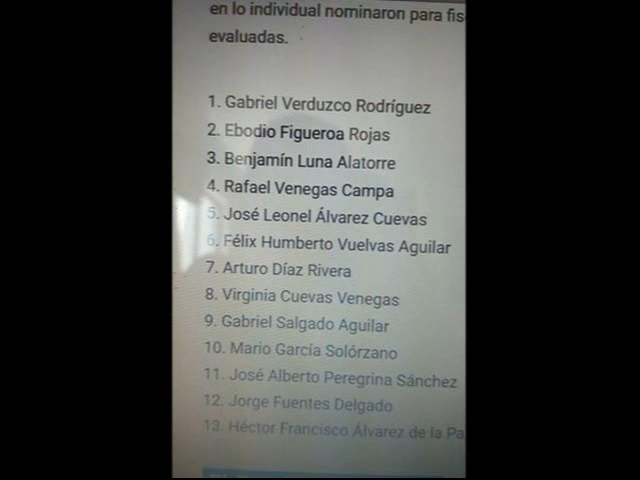 en lo individual nominaron para fis
evaluadas.
1. Gabriel Verduzco Rodríguez
2. Ebodio Figueroa Rojas
3. Benjamín Luna Alatorre
4. Rafael Venegas Campa
5. José Leonel Álvarez Cuevas
6. Félix Humberto Vuelvas Aguilar
7. Arturo Díaz Rivera
8. Virginia Cuevas Venegas
9. Gabriel Salgado Aguilar
10. Mario García Solórzano
11. José Alberto Peregrina Sánchez
12. Jorge Fuentes Delgado
13. Héctor Francisco Álvarez de la Pa